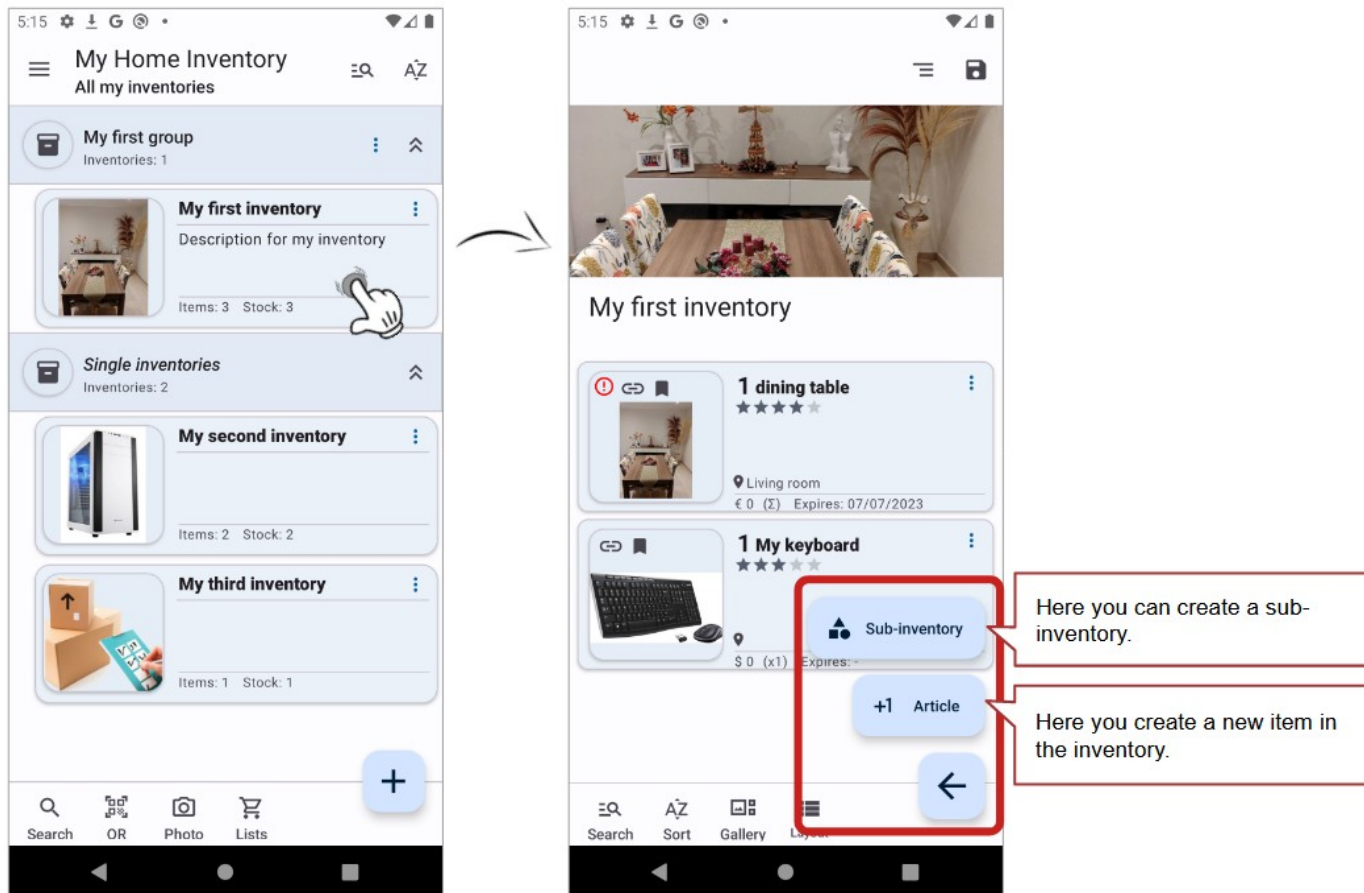 5:15
My Home Inventory
All my inventories
My first group
Inventories: 1
My first inventory
Description for my inventory
Items: 3 Stock: 3
Single inventories
Inventories: 2
My second inventory
Items: 2 Stock: 2
My third inventory
Items: 1 Stock: 1
Search QR Photo Lists
5:15
My first inventory
1 dining table
Living room
€ 0 (Σ) Expires: 07/07/2023
1 My keyboard
$ 0 (x1) Expires: -
Sub-inventory
+1 Article
Search Sort Gallery Layout
Here you can create a sub-
inventory.
Here you create a new item in
the inventory.